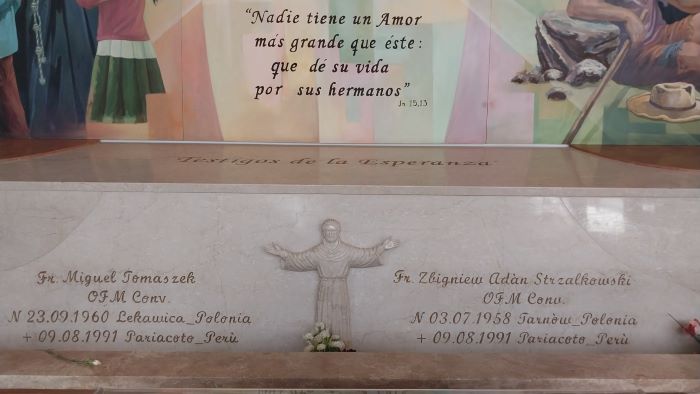 “Nadie tiene un Amor
más grande que éste:
que dé su vida
por sus hermanos”
Jn 15,13
Testigos de la Esperanza
Fr. Miguel Tomaszek
OFM Conv.
N 23.09.1960 Lekawica_Polonia
+ 09.08.1991 Pariacoto_Perù
Fr. Zbigniew Adàn Strzalkowski
OFM Conv.
N 03.07.1958 Tarnòw_Polonia
+ 09.08.1991 Pariacoto_Perù